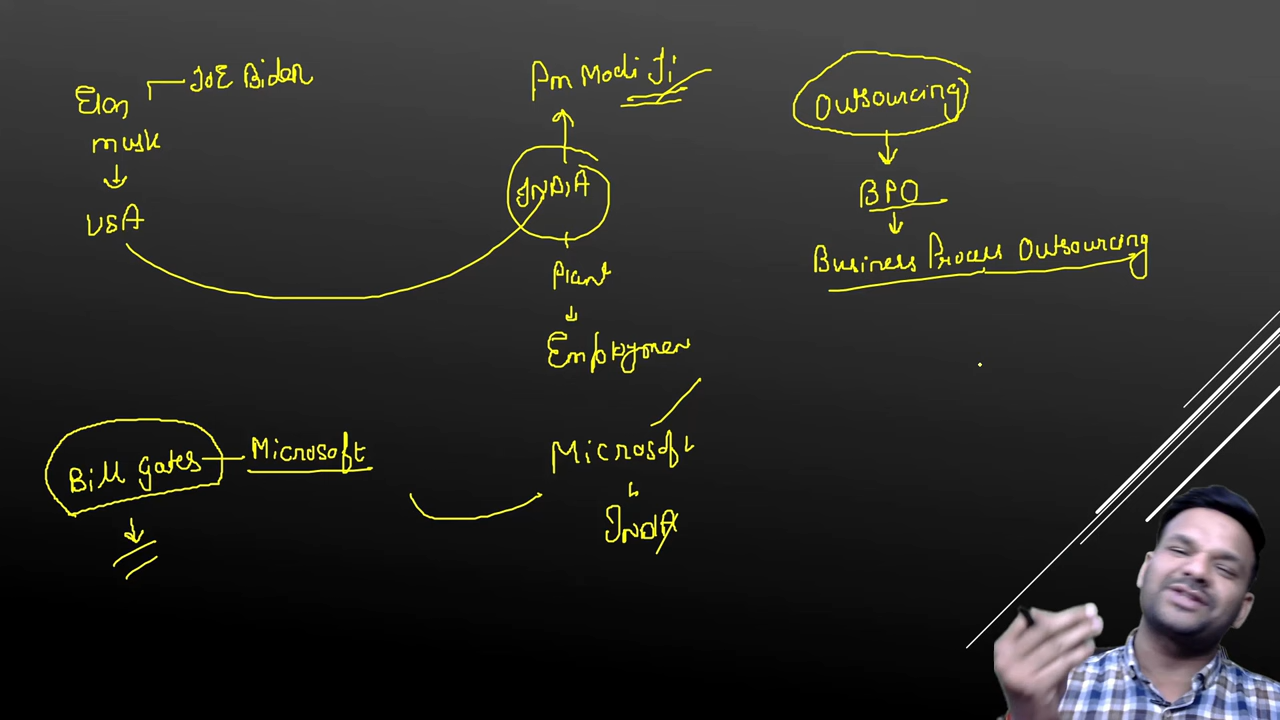 Elon
JOE Biden
musk
USA
Pm Modi Ji
INDIA
Plant
Employmen
Bill Gates
Microsoft
Microsoft
INDIA
Outsourcing
BPO
Business Process Outsourcing